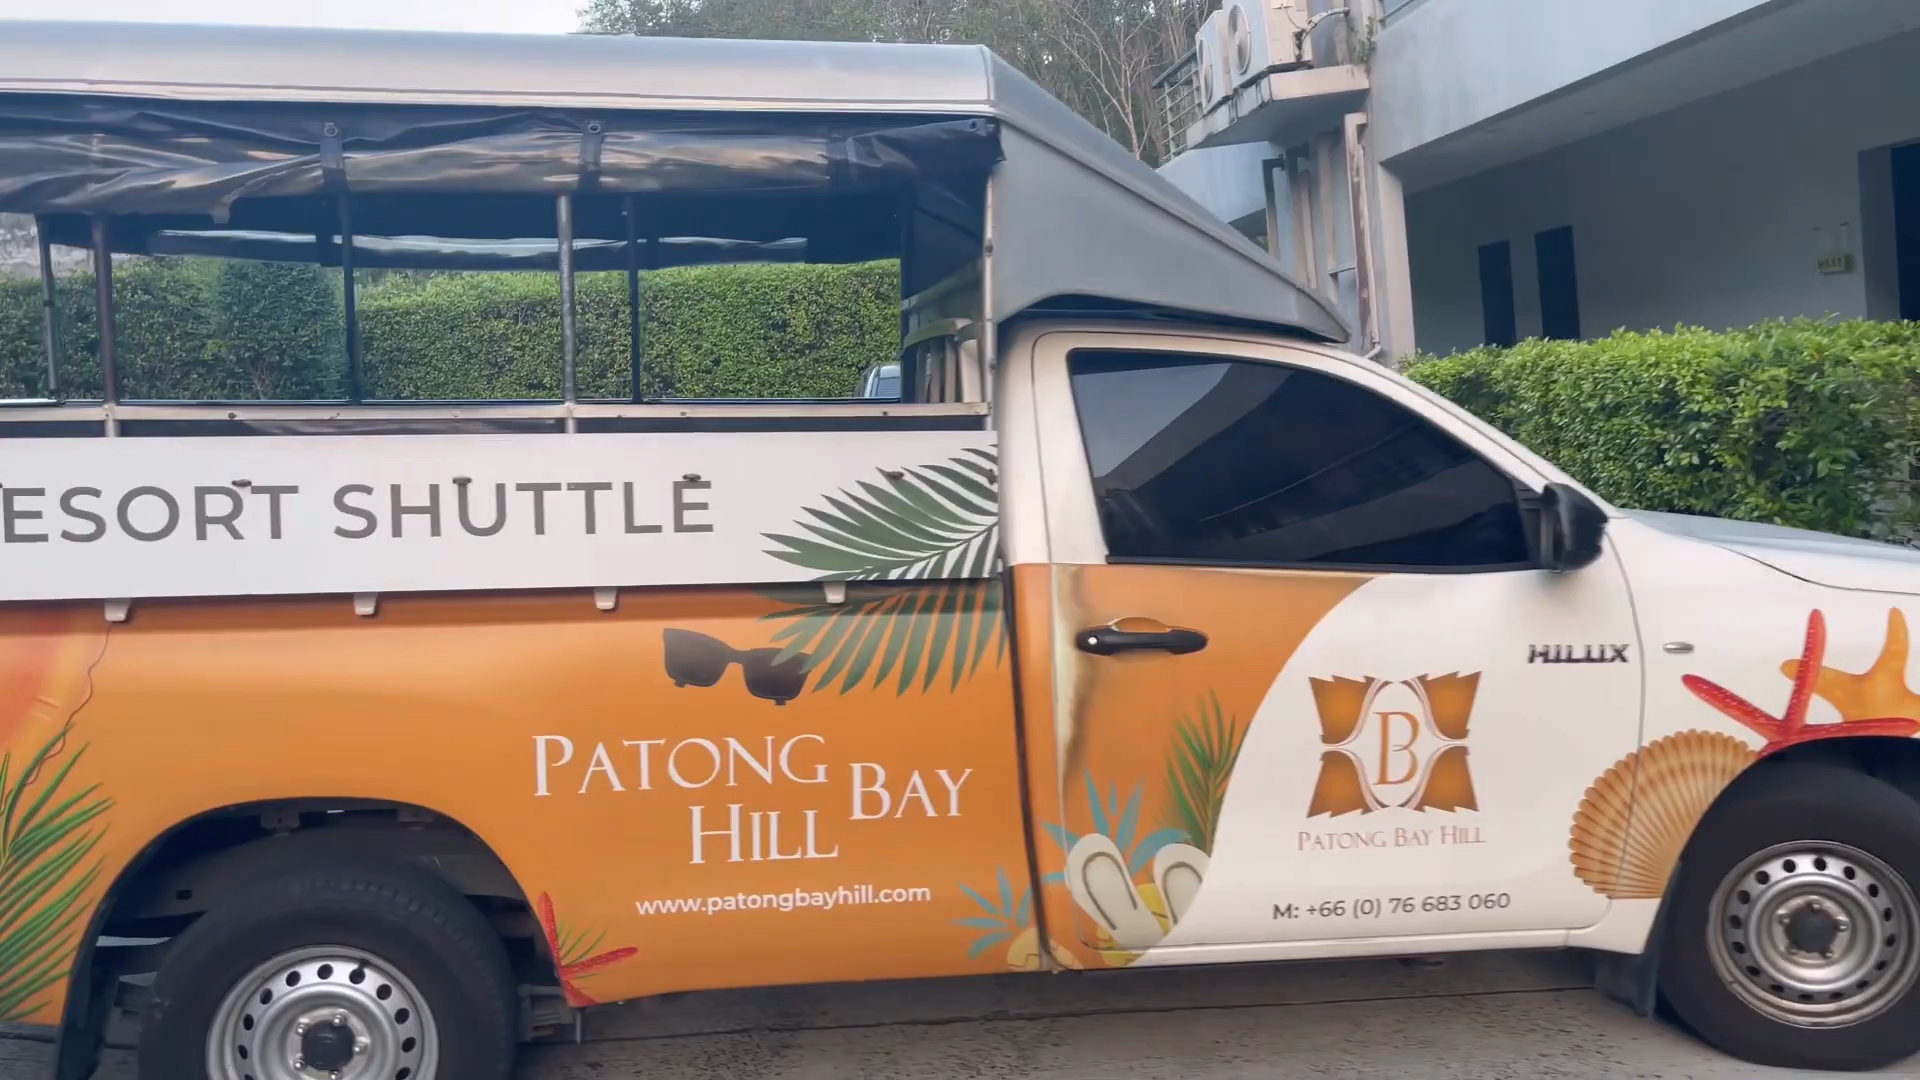 ESORT SHUTTLE
PATONG
BAY
HILL
www.patongbayhill.com
HILUX
B
PATONG BAY HILL
M: +66 (0) 76 683 060